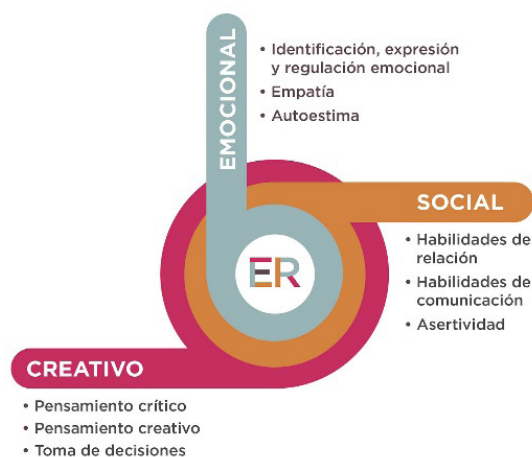 EMOCIONAL
• Identificación, expresión
y regulación emocional
• Empatía
• Autoestima
SOCIAL
• Habilidades de
relación
• Habilidades de
comunicación
• Asertividad
ER
CREATIVO
• Pensamiento crítico
• Pensamiento creativo
• Toma de decisiones